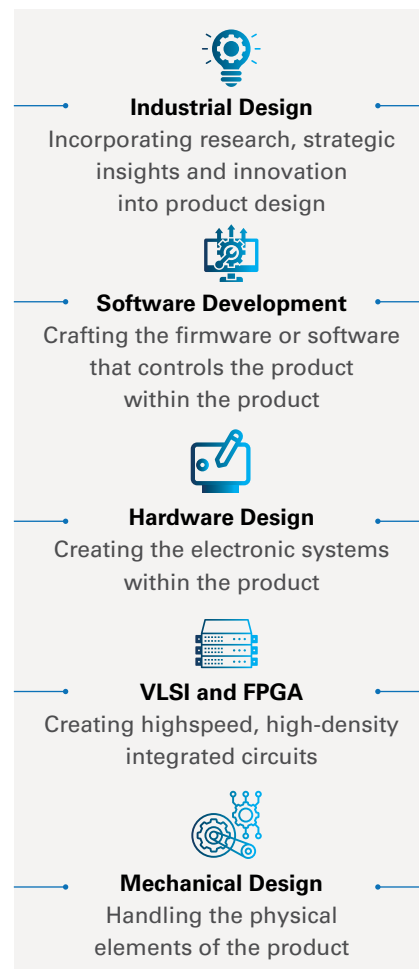 Industrial Design
Incorporating research, strategic
insights and innovation
into product design
Software Development
Crafting the firmware or software
that controls the product
within the product
Hardware Design
Creating the electronic systems
within the product
VLSI and FPGA
Creating highspeed, high-density
integrated circuits
Mechanical Design
Handling the physical
elements of the product